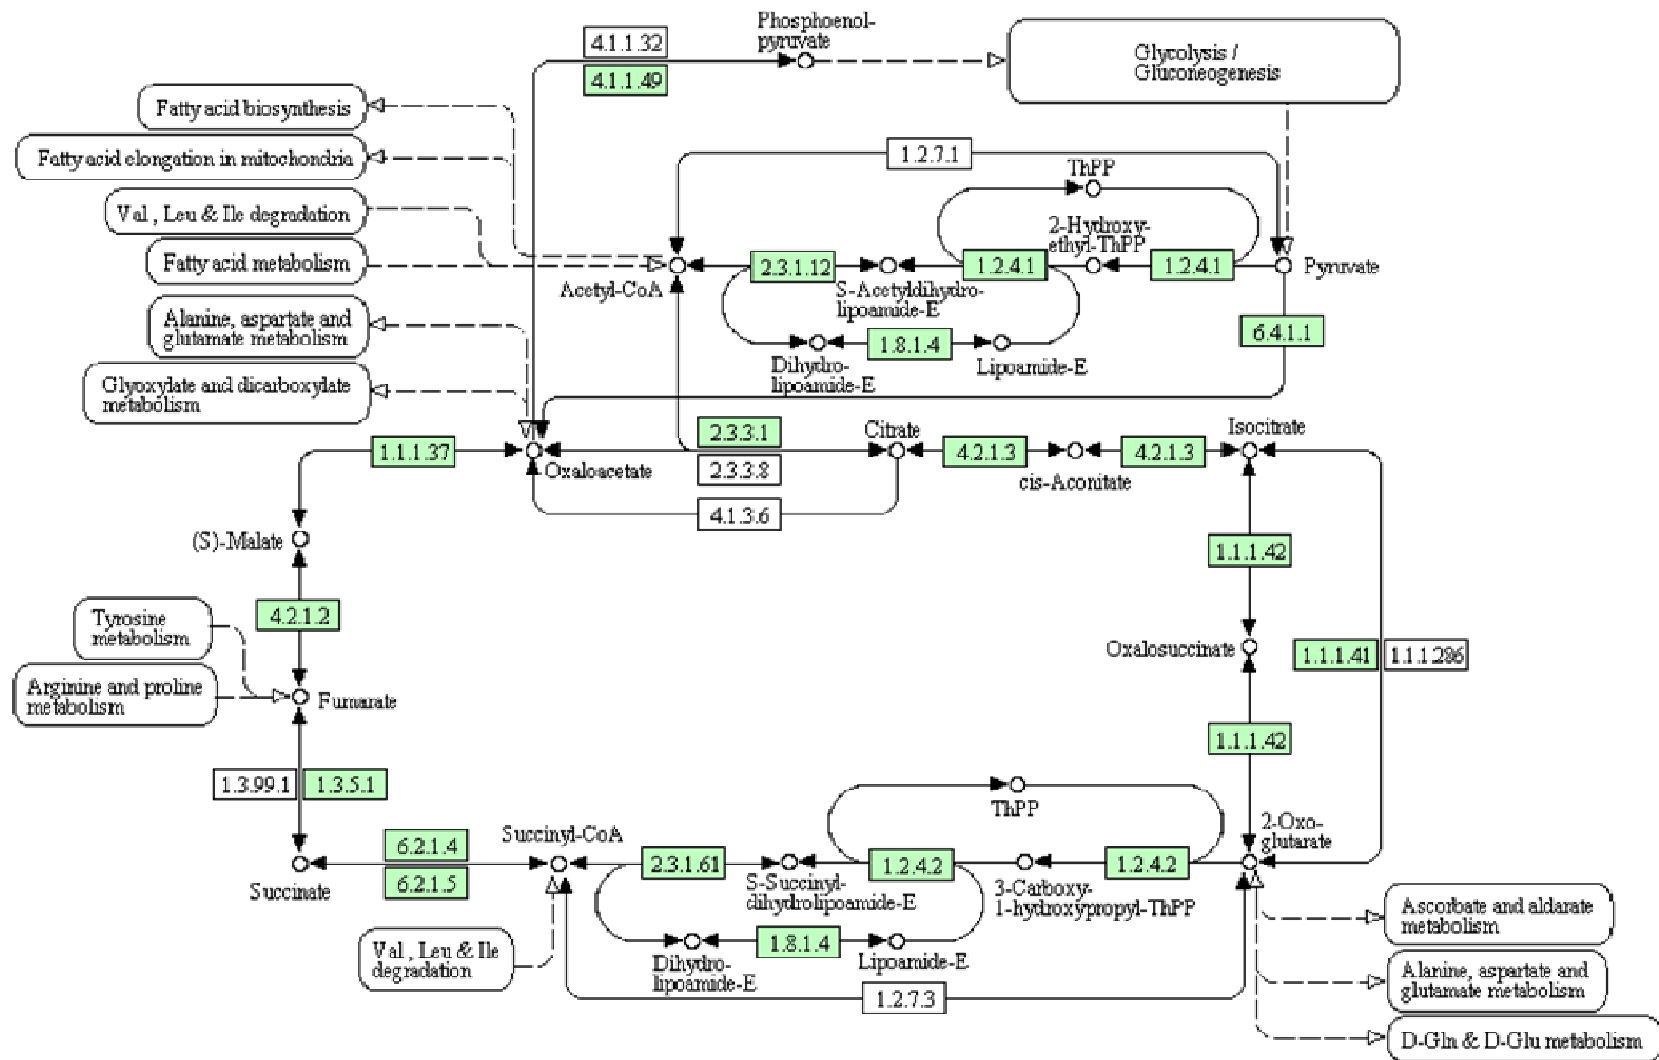 Phosphoenol-
pyruvate
4.1.1.32
4.1.1.49
Glycolysis /
Gluconeogenesis
Fatty acid biosynthesis
Fatty acid elongation in mitochondria
Val , Leu & Ile degradation
Fatty acid metabolism
Alanine, aspartate and
glutamate metabolism
Glyoxylate and dicarboxylate
metabolism
1.2.7.1
ThPP
2-Hydroxy-
ethyl-ThPP
2.3.1.12
1.2.4.1
1.2.4.1
Pyruvate
Acetyl-CoA
S-Acetyldihydro-
lipoamide-E
6.4.1.1
1.8.1.4
Dihydro-
lipoamide-E
Lipoamide-E
1.1.1.37
Oxaloacetate
2.3.3.1
2.3.3.8
4.1.3.6
Citrate
4.2.1.3
cis-Aconitate
4.2.1.3
Isocitrate
(S)-Malate
1.1.1.42
4.2.1.2
Tyrosine
metabolism
Oxalosuccinate
1.1.1.41
1.1.1.286
Arginine and proline
metabolism
Fumarate
1.1.1.42
1.3.99.1
1.3.5.1
ThPP
2-Oxo-
glutarate
Succinyl-CoA
6.2.1.4
6.2.1.5
Succinate
2.3.1.61
1.2.4.2
1.2.4.2
S-Succinyl-
dihydrolipoamide-E
3-Carboxy-
1-hydroxypropyl-ThPP
Val , Leu & Ile
degradation
1.8.1.4
Dihydro-
lipoamide-E
Lipoamide-E
1.2.7.3
Ascorbate and aldarate
metabolism
Alanine, aspartate and
glutamate metabolism
D-Gln & D-Glu metabolism